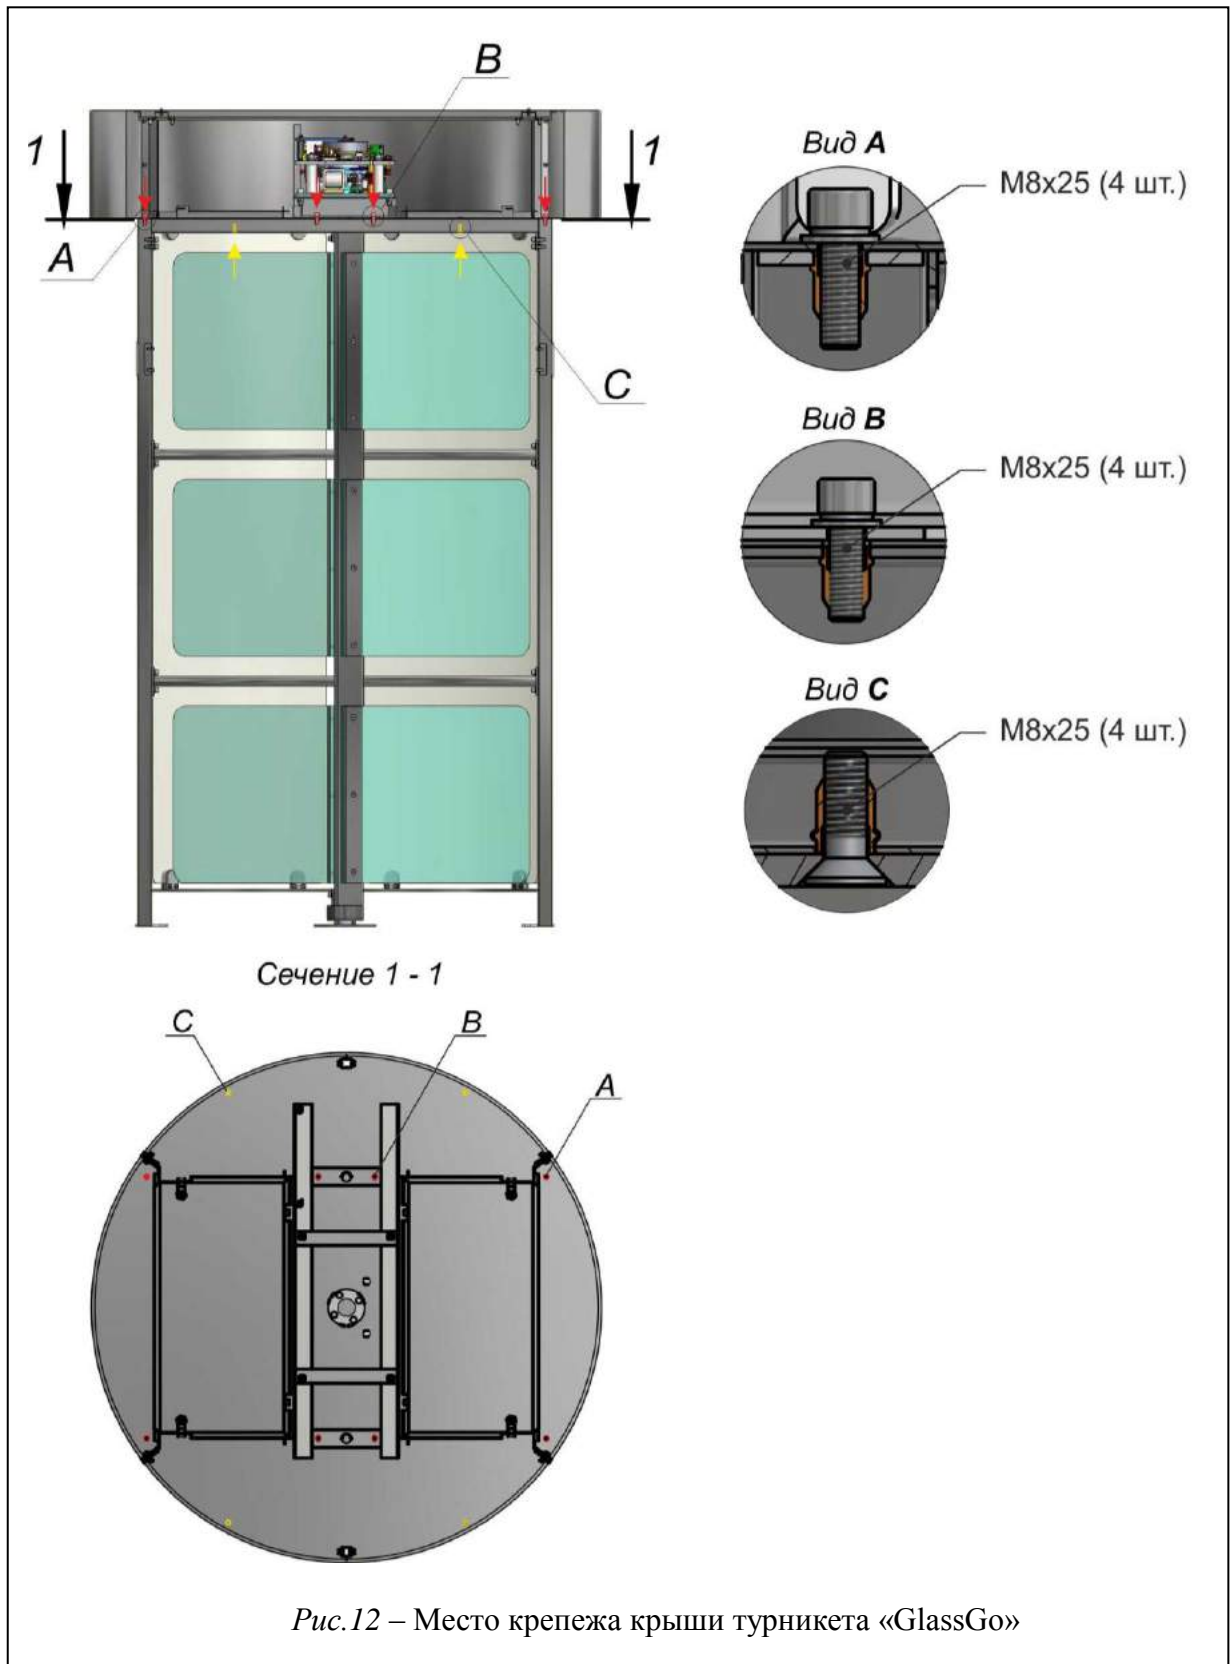 B
1
1
A
C
Вид A
M8x25 (4 шт.)
Вид B
M8x25 (4 шт.)
Вид C
M8x25 (4 шт.)
Сечение 1 - 1
C
B
A
Рис.12 – Место крепежа крыши турникета «GlassGo»